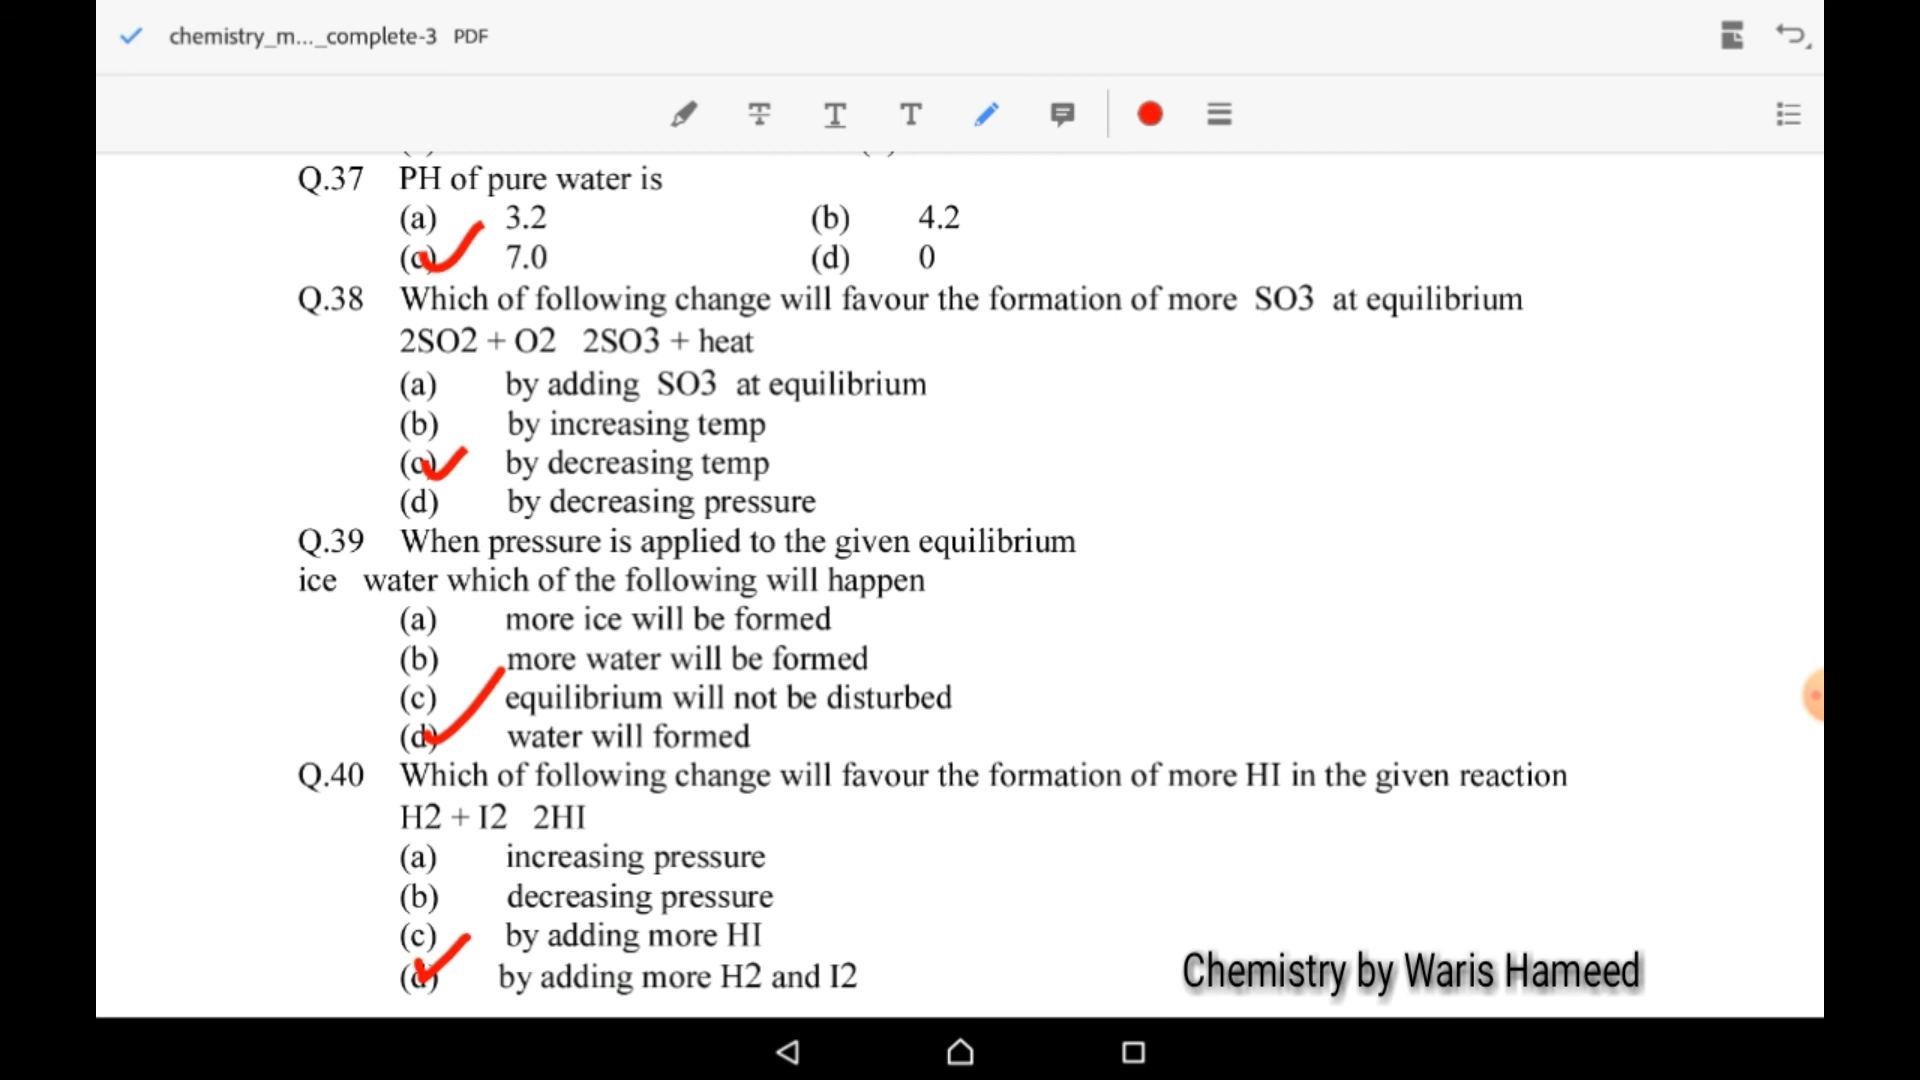 chemistry_m..._complete-3 PDF
T T T
Q.37 PH of pure water is
(a) 3.2 (b) 4.2
(c) 7.0 (d) 0
Q.38 Which of following change will favour the formation of more SO3 at equilibrium
2SO2 + O2 2SO3 + heat
(a) by adding SO3 at equilibrium
(b) by increasing temp
(c) by decreasing temp
(d) by decreasing pressure
Q.39 When pressure is applied to the given equilibrium
ice water which of the following will happen
(a) more ice will be formed
(b) more water will be formed
(c) equilibrium will not be disturbed
(d) water will formed
Q.40 Which of following change will favour the formation of more HI in the given reaction
H2 + I2 2HI
(a) increasing pressure
(b) decreasing pressure
(c) by adding more HI
(d) by adding more H2 and I2
Chemistry by Waris Hameed